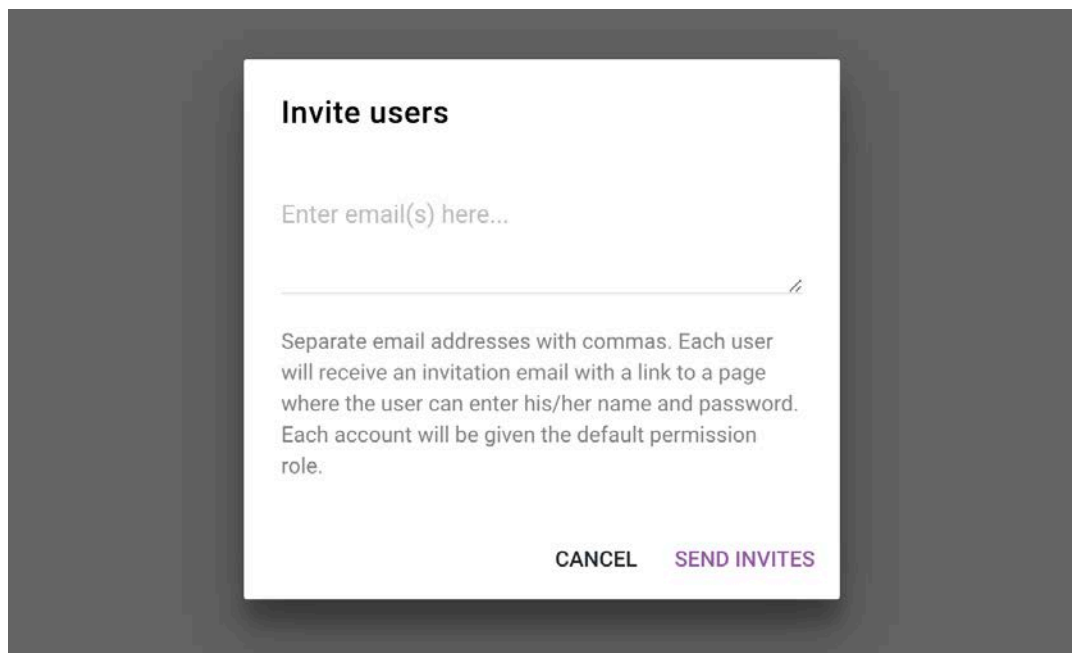 Invite users
Enter email(s) here...
Separate email addresses with commas. Each user
will receive an invitation email with a link to a page
where the user can enter his/her name and password.
Each account will be given the default permission
role.
CANCEL SEND INVITES